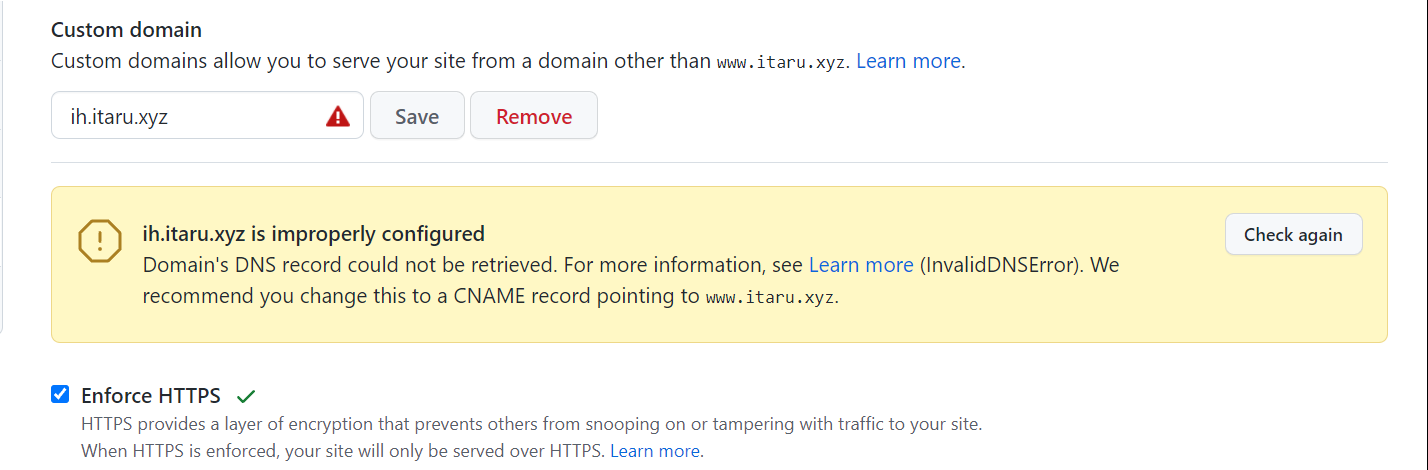 Custom domain
Custom domains allow you to serve your site from a domain other than www.itaru.xyz. Learn more.
ih.itaru.xyz Save Remove
ih.itaru.xyz is improperly configured Check again
Domain's DNS record could not be retrieved. For more information, see Learn more (InvalidDNSError). We
recommend you change this to a CNAME record pointing to www.itaru.xyz.
Enforce HTTPS
HTTPS provides a layer of encryption that prevents others from snooping on or tampering with traffic to your site.
When HTTPS is enforced, your site will only be served over HTTPS. Learn more.